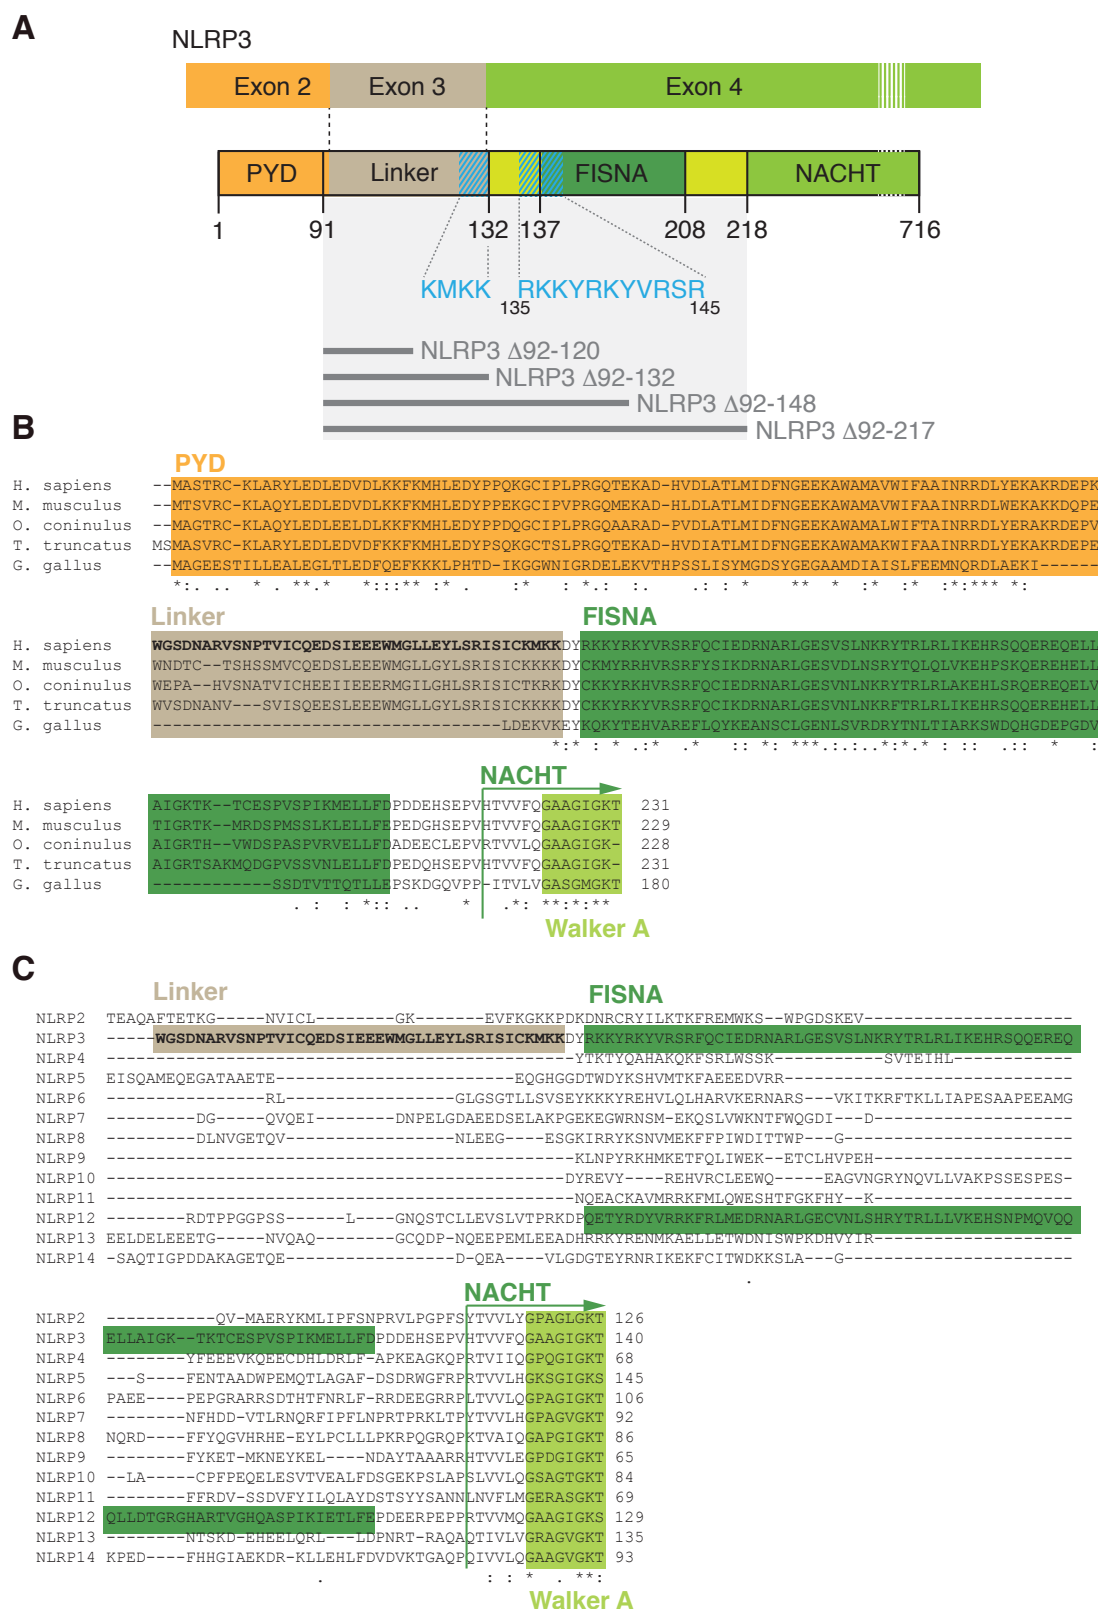 A
NLRP3
Exon 2 Exon 3 Exon 4
PYD Linker FISNA NACHT
1 91 132 137 208 218 716
KMKK RKKYRKYVRSR
135 145
NLRP3 Δ92-120
NLRP3 Δ92-132
NLRP3 Δ92-148
NLRP3 Δ92-217
B
PYD
H. sapiens --MASTRC-KLARYLEDLEDVDLKKFKMHLEDYPPQKGCIPLPRGQTEKAD-HVDLATLMIDFNGEEKAWAMAVWIFAAINRRDLYEKAKRDEPK
M. musculus --MTSVRC-KLAQYLEDLEDVDLKKFKMHLEDYPPEKGCIPVPRGQMEKAD-HLDLATLMIDFNGEEKAWAMAVWIFAAINRRDLWEKAKKDQPE
O. coninulus --MAGTRC-KLAQYLEDLEELDLKKFKMHLEDYPPDQGCIPLPRGQAARAD-PVDLATLMIDFNGEEKAWAMALWIFTAINRRDLYERAKRDEPV
T. truncatus MSMASVRC-KLARYLEDLEDVDFKKFKMHLEDYPSQKGCTSLPRGQTEKAD-HVDIATLMIDFNGEEKAWAMAKWIFAAINRRDLYEKAKRDEPE
G. gallus --MAGEESTILLEALEGLTLEDFQEFKKKLPHTD-IKGGWNIGRDELEKVTHPSSLISYMGDSYGEGAAMDIAISLFEEMNQRDLAEKI------
Linker FISNA
H. sapiens WGSDNARVSNPTVICQEDSIEEEWMGLLEYLSRISICKMKKDYRKKYRKYVRSRFQCIEDRNARLGESVSLNKRYTRLRLIKEHRSQQEREQELL
M. musculus WNDTC--TSHSSMVCQEDSLEEEWMGLLGYLSRISICKKKKDYCKMYRRHVRSRFYSIKDRNARLGESVDLNSRYTQLQLVKEHPSKQEREHELL
O. coninulus WEPA--HVSNATVICHEEIIEEERMGILGHLSRISICTKRKDYCKKYRKHVRSRFQCIKDRNARLGESVNLNKRYTRLRLAKEHLSRQEREQELV
T. truncatus WVSDNANV---SVISQEESLEEEWMGLLGYLSRISICRKKKDYCKKYRKYVRSRFQCIKDRNARLGESVNLNKRFTRLRLIKEHRSQQEREHELL
G. gallus -----------------------------------LDEKVKEYKQKYTEHVAREFLQYKEANSCLGENLSVRDRYTNLTIARKSWDQHGDEPGDV
NACHT
H. sapiens AIGKTK--TCESPVSPIKMELLFDPDDEHSEPVHTVVFQGAAGIGKT 231
M. musculus TIGRTK--MRDSPMSSLKLELLFEPEDGHSEPVHTVVFQGAAGIGKT 229
O. coninulus AIGRTH--VWDSPASPVRVELLFDADEECLEPVRTVVLQGAAGIGK- 228
T. truncatus AIGRTSAKMQDGPVSSVNLELLFDPEDQHSEPVHTVVFQGAAGIGK- 231
G. gallus ------------SSDTVTTQTLLEPSKDGQVPP-ITVLVGASGMGKT 180
Walker A
C
Linker FISNA
NLRP2 TEAQAFTETKG-----NVICL--------GK-------EVFKGKKPDKDNRCRYILKTKFREMWKS--WPGDSKEV---------------------
NLRP3 -----WGSDNARVSNPTVICQEDSIEEEWMGLLEYLSRISICKMKKDYRKKYRKYVRSRFQCIEDRNARLGESVSLNKRYTRLRLIKEHRSQQEREQ
NLRP4 -----------------------------------------------YTKTYQAHAKQKFSRLWSSK-------SVTEIHL------------
NLRP5 EISQAMEQEGATAAETE------------------------EQGHGGDTWDYKSHVMTKFAEEEDVRR-----------------------------
NLRP6 ----------------RL-----------------GLGSGTLLSVSEYKKKYREHVLQLHARVKERNARS---VKITKRFTKLLIAPESAAPEEAMG
NLRP7 ---------DG----QVQEI--------DNPELGDAEEDSELAKPGEKEGWRNSM-EKQSLVWKNTFWQGDI---D--------------------
NLRP8 ---------DLNVGETQV-----------------NLEEG----ESGKIRRYKSNVMEKFFPIWDITTWP---G-----------------------
NLRP9 -----------------------------------------------KLNPYRKHMKETFQLIWEK--ETCLHVPEH--------------------
NLRP10 ----------------------------------------------DYREVY----REHVRCLEEWQ-----EAGVNGRYNQVLLVAKPSSESPES-
NLRP11 -----------------------------------------------NQEACKAVMRRKFMLQWESHTFGKFHY--K--------------------
NLRP12 --------RDTPPGGPSS------L----GNQSTCLLEVSLVTPRKDPQETYRDYVRRKFRLMEDRNARLGECVNLSHRYTRLLLVKEHSNPMQVQQ
NLRP13 EELDELEEETG-----NVQAQ-------GCQDP-NQEEPEMLEEADHRRKYRENMKAELLETWDNISWPKDHVYIR--------------------
NLRP14 -SAQTIGPDDAKAGETQE-----------------D-QEA----VLGDGTEYRNRIKEKFCITWDKKSLA---G-----------------------
NACHT
NLRP2 -----------QV-MAERYKMLIPFSNPRVLPGPFSYTVVLYGPAGLGKT 126
NLRP3 ELLAIGK--TKTCESPVSPIKMELLFDPDDEHSEPVHTVVFQGAAGIGKT 140
NLRP4 --------YFEEEVKQEECDHLDRLF-APKEAGKQPRTVIIQGPQGIGKT 68
NLRP5 ---S----FENTAADWPEMQTLAGAF-DSDRWGFRPRTVVLHGKSGIGKS 145
NLRP6 PAEE----PEPGRARRSDTHTFNRLF-RRDEEGRRPLTVVLQGPAGIGKT 106
NLRP7 --------NFHDD-VTLRNQRFIPFLNPRTPRKLTPYTVVLHGPAGVGKT 92
NLRP8 NQRD----FFYQGVHRHE-EYLPCLLLPKRPQGRQPKTVAIQGAPGIGKT 86
NLRP9 --------FYKET-MKNEYKEL----NDAYTAAARRHTVVLEGPDGIGKT 65
NLRP10 --LA-----CPFPEQELESVTVEALFDSGEKPSLAPSLVVLQGSAGTGKT 84
NLRP11 --------FFRDV-SSDVFYILQLAYDSTSYYSANNLNVFLMGERASGKT 69
NLRP12 QLLDTGRGHARTVGHQASPIKIETLFEPDEERPEPPRTVVMQGAAGIGKS 129
NLRP13 --------NTSKD-EHEELQRL---LDPNRT-RAQAQTIVLVGRAGVGKT 135
NLRP14 KPED----FHHGIAEKDR-KLLEHLFDVDVKTGAQPQIVVLQGAAGVGKT 93
Walker A